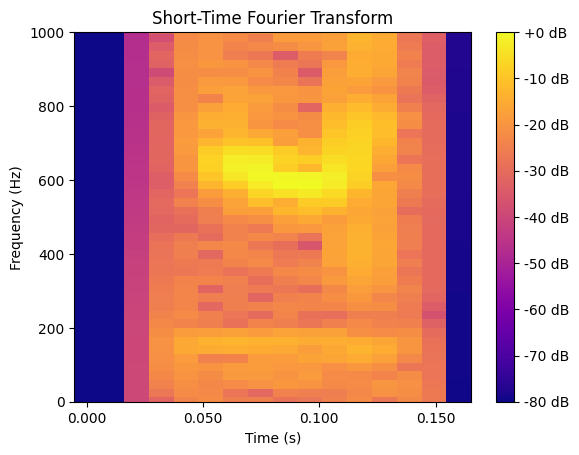 Short-Time Fourier Transform
1000
800
600
400
200
0
Frequency (Hz)
0.000
0.050
0.100
0.150
Time (s)
+0 dB
-10 dB
-20 dB
-30 dB
-40 dB
-50 dB
-60 dB
-70 dB
-80 dB